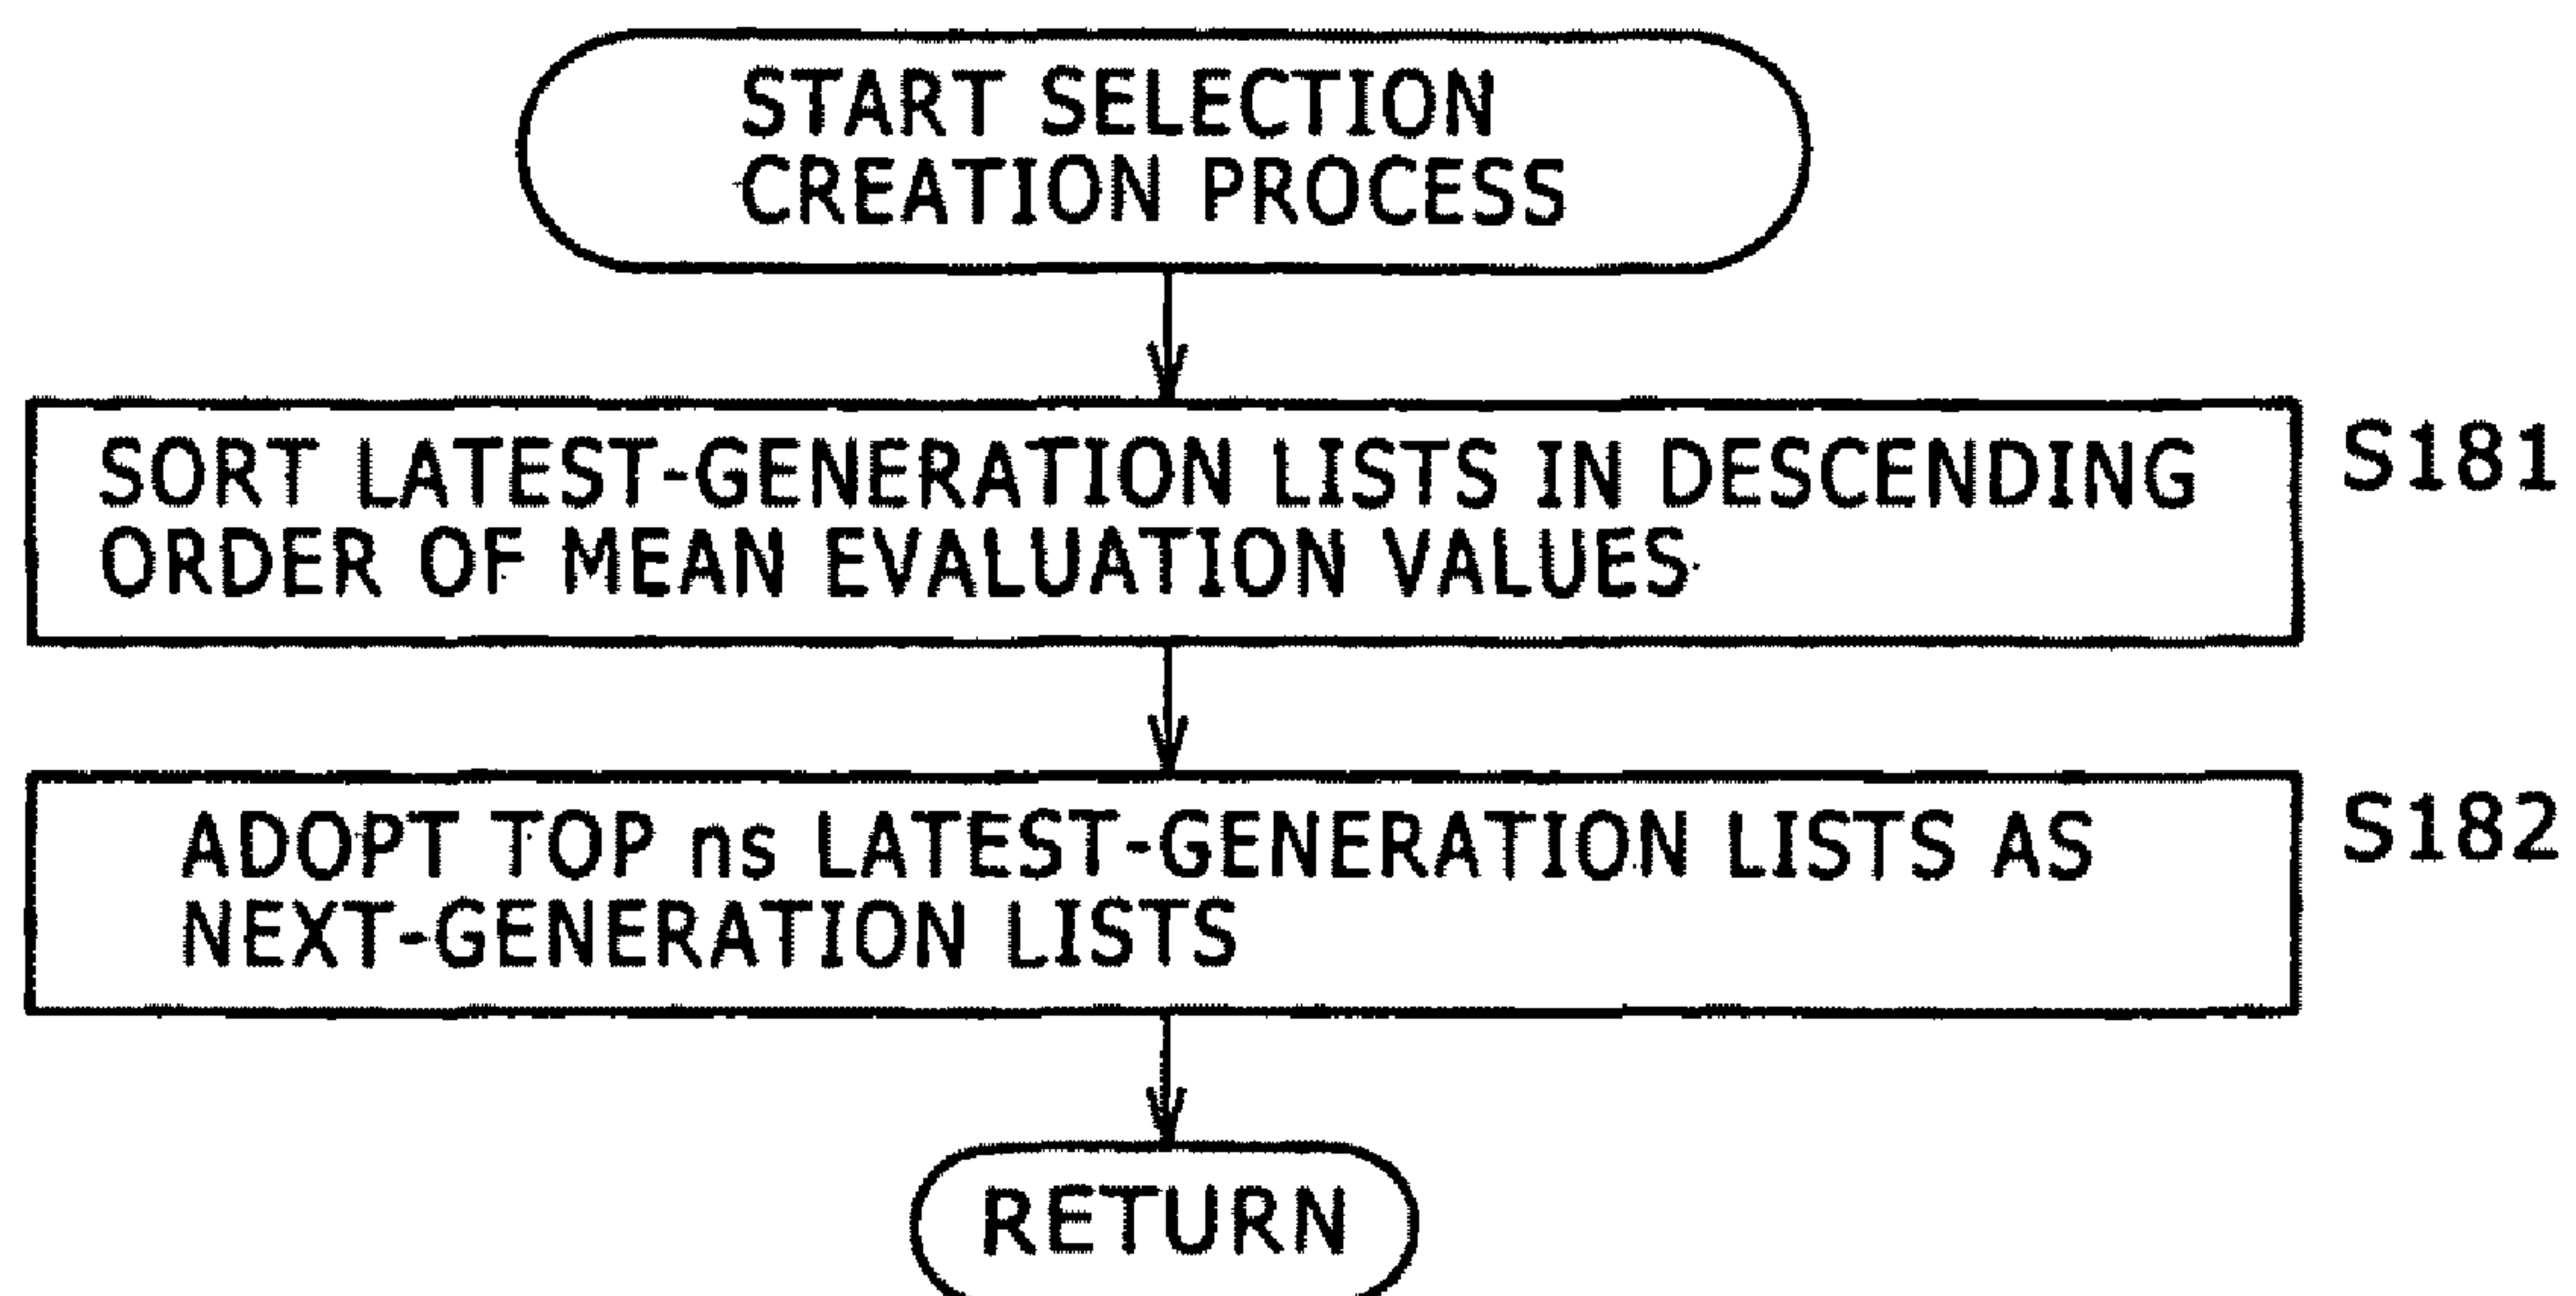 START SELECTION
CREATION PROCESS
SORT LATEST-GENERATION LISTS IN DESCENDING
ORDER OF MEAN EVALUATION VALUES
S181
ADOPT TOP ns LATEST-GENERATION LISTS AS
NEXT-GENERATION LISTS
S182
RETURN